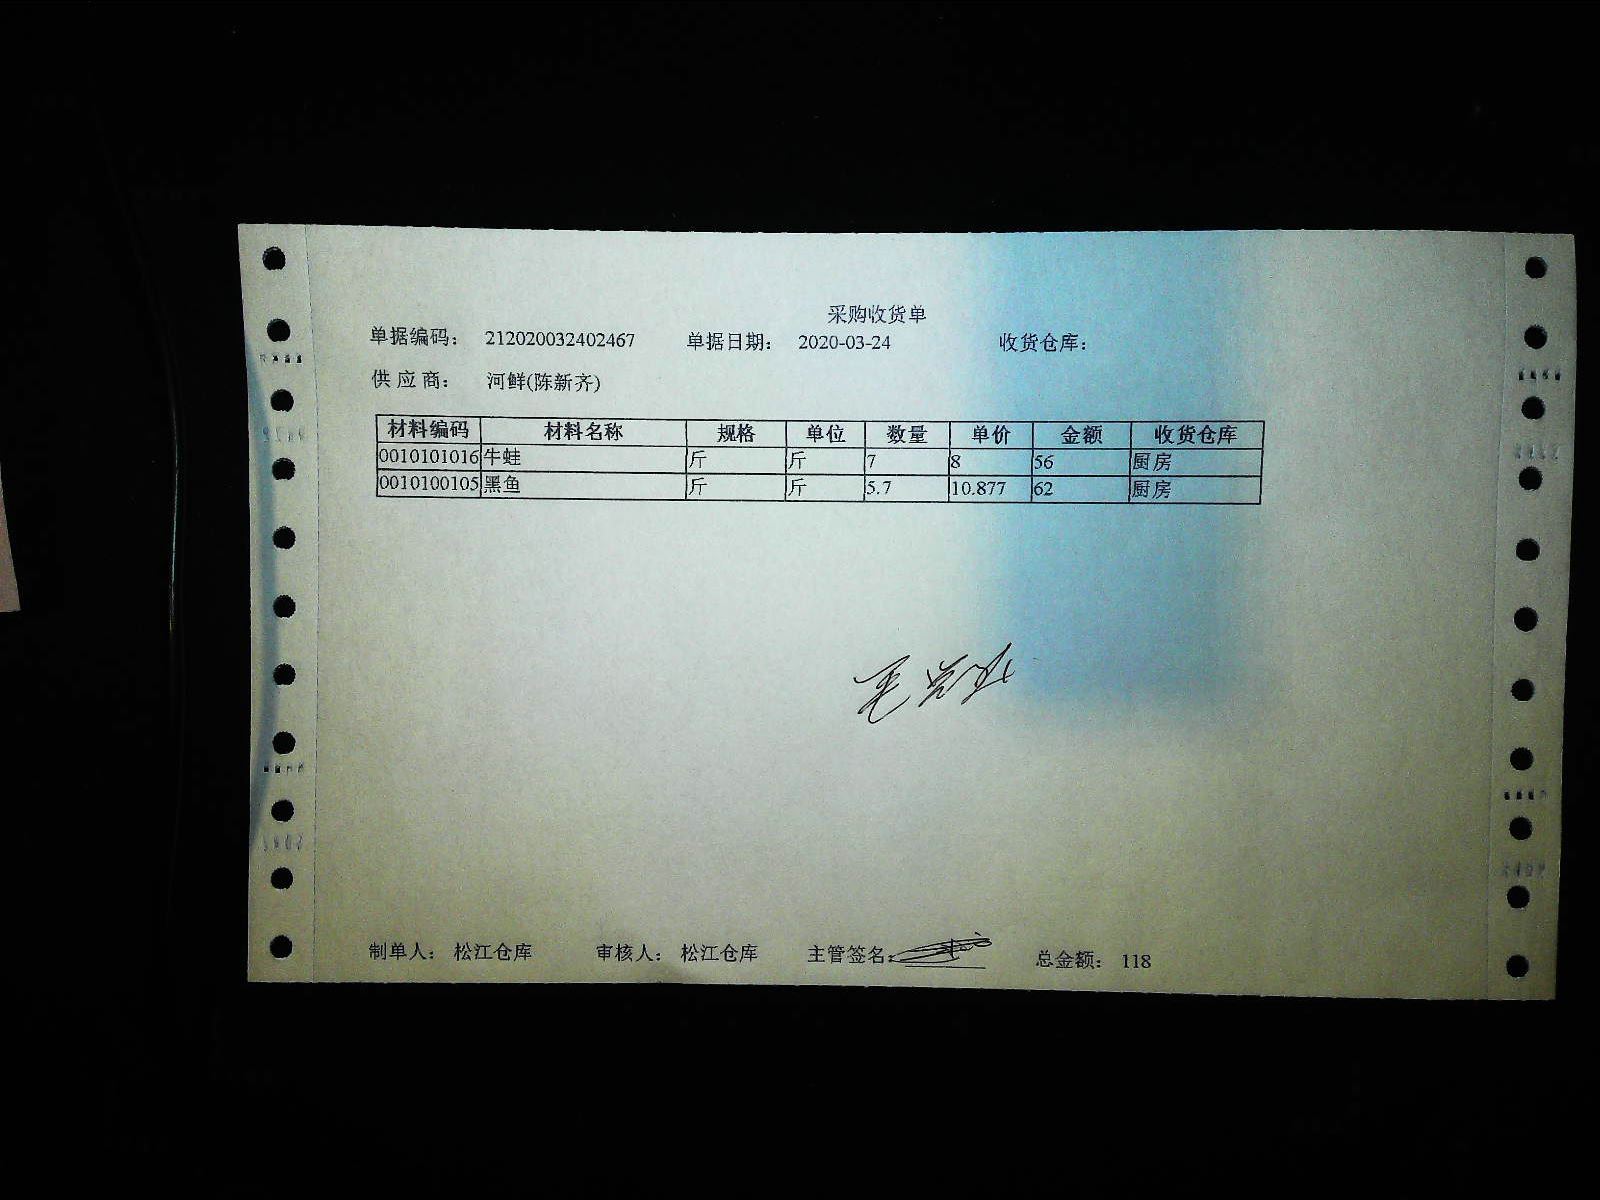 采购收货单
单据编码： 212020032402467 单据日期： 2020-03-24 收货仓库：
供应商： 河鲜(陈新齐)
材料编码 材料名称 规格 单位 数量 单价 金额 收货仓库
0010101016 牛蛙 斤 斤 7 8 56 厨房
0010100105 黑鱼 斤 斤 5.7 10.877 62 厨房
制单人： 松江仓库 审核人： 松江仓库 主管签名： 总金额： 118